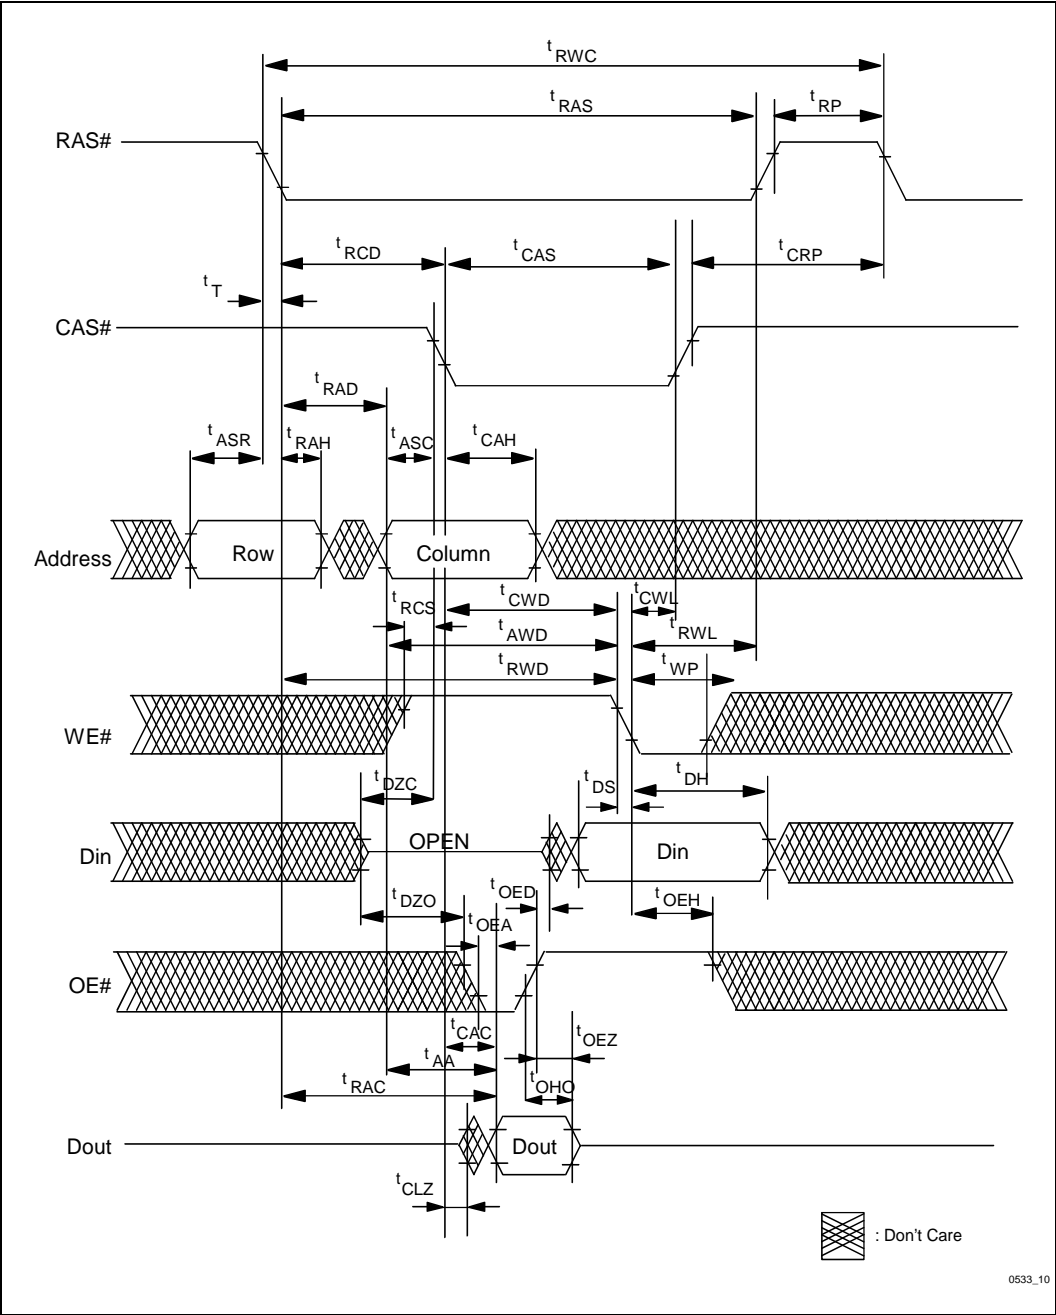 tRWC
tRAS
tRP
RAS#
tRCD
tCAS
tCRP
tT
CAS#
tRAD
tASR
tRAH
tASC
tCAH
Address
Row
Column
tRCS
tCWD
tCWL
tAWD
tRWL
tRWD
tWP
WE#
tDZC
tDS
tDH
Din
OPEN
Din
tDZO
tOED
tOEA
tOEH
OE#
tCAC
tOEZ
tAA
tRAC
tOHO
Dout
Dout
tCLZ
: Don't Care
0533_10